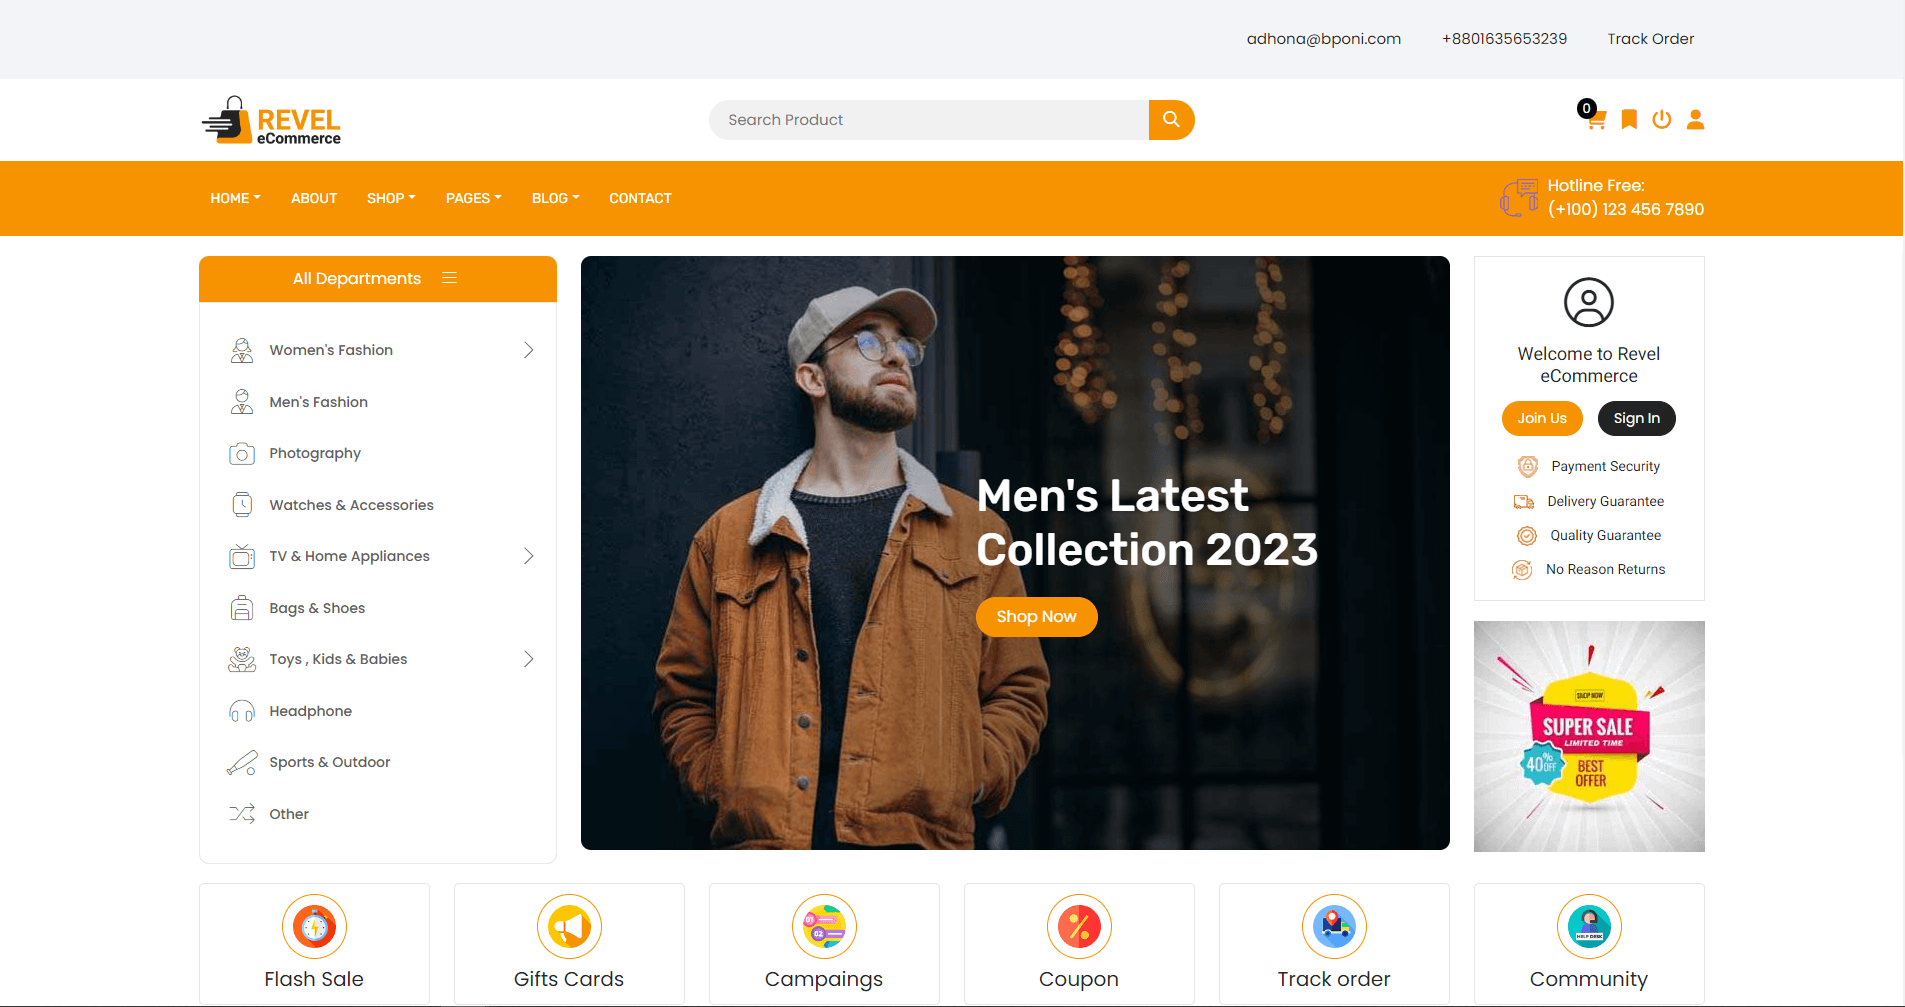 adhona@bponi.com +8801635653239 Track Order
REVEL
eCommerce
Search Product
0
HOME ABOUT SHOP PAGES BLOG CONTACT
Hotline Free:
(+100) 123 456 7890
All Departments
Women's Fashion
Men's Fashion
Photography
Watches & Accessories
TV & Home Appliances
Bags & Shoes
Toys , Kids & Babies
Headphone
Sports & Outdoor
Other
Men's Latest
Collection 2023
Shop Now
Welcome to Revel
eCommerce
Join Us Sign In
Payment Security
Delivery Guarantee
Quality Guarantee
No Reason Returns
SHOP NOW
SUPER SALE
LIMITED TIME
40% OFF
BEST
OFFER
Flash Sale
Gifts Cards
01
02
Campaings
Coupon
Track order
HELP DESK
Community